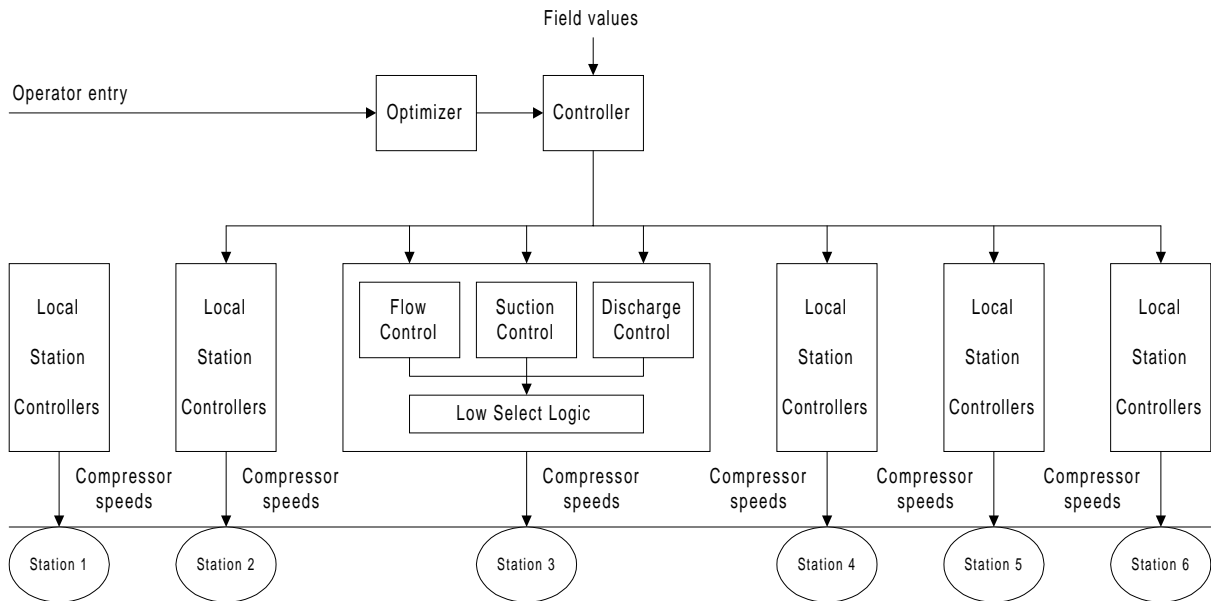 Field values
Operator entry
Optimizer
Controller
Local
Station
Controllers
Local
Station
Controllers
Flow
Control
Suction
Control
Discharge
Control
Low Select Logic
Local
Station
Controllers
Local
Station
Controllers
Local
Station
Controllers
Compressor
speeds
Compressor
speeds
Compressor
speeds
Compressor
speeds
Compressor
speeds
Compressor
speeds
Station 1
Station 2
Station 3
Station 4
Station 5
Station 6